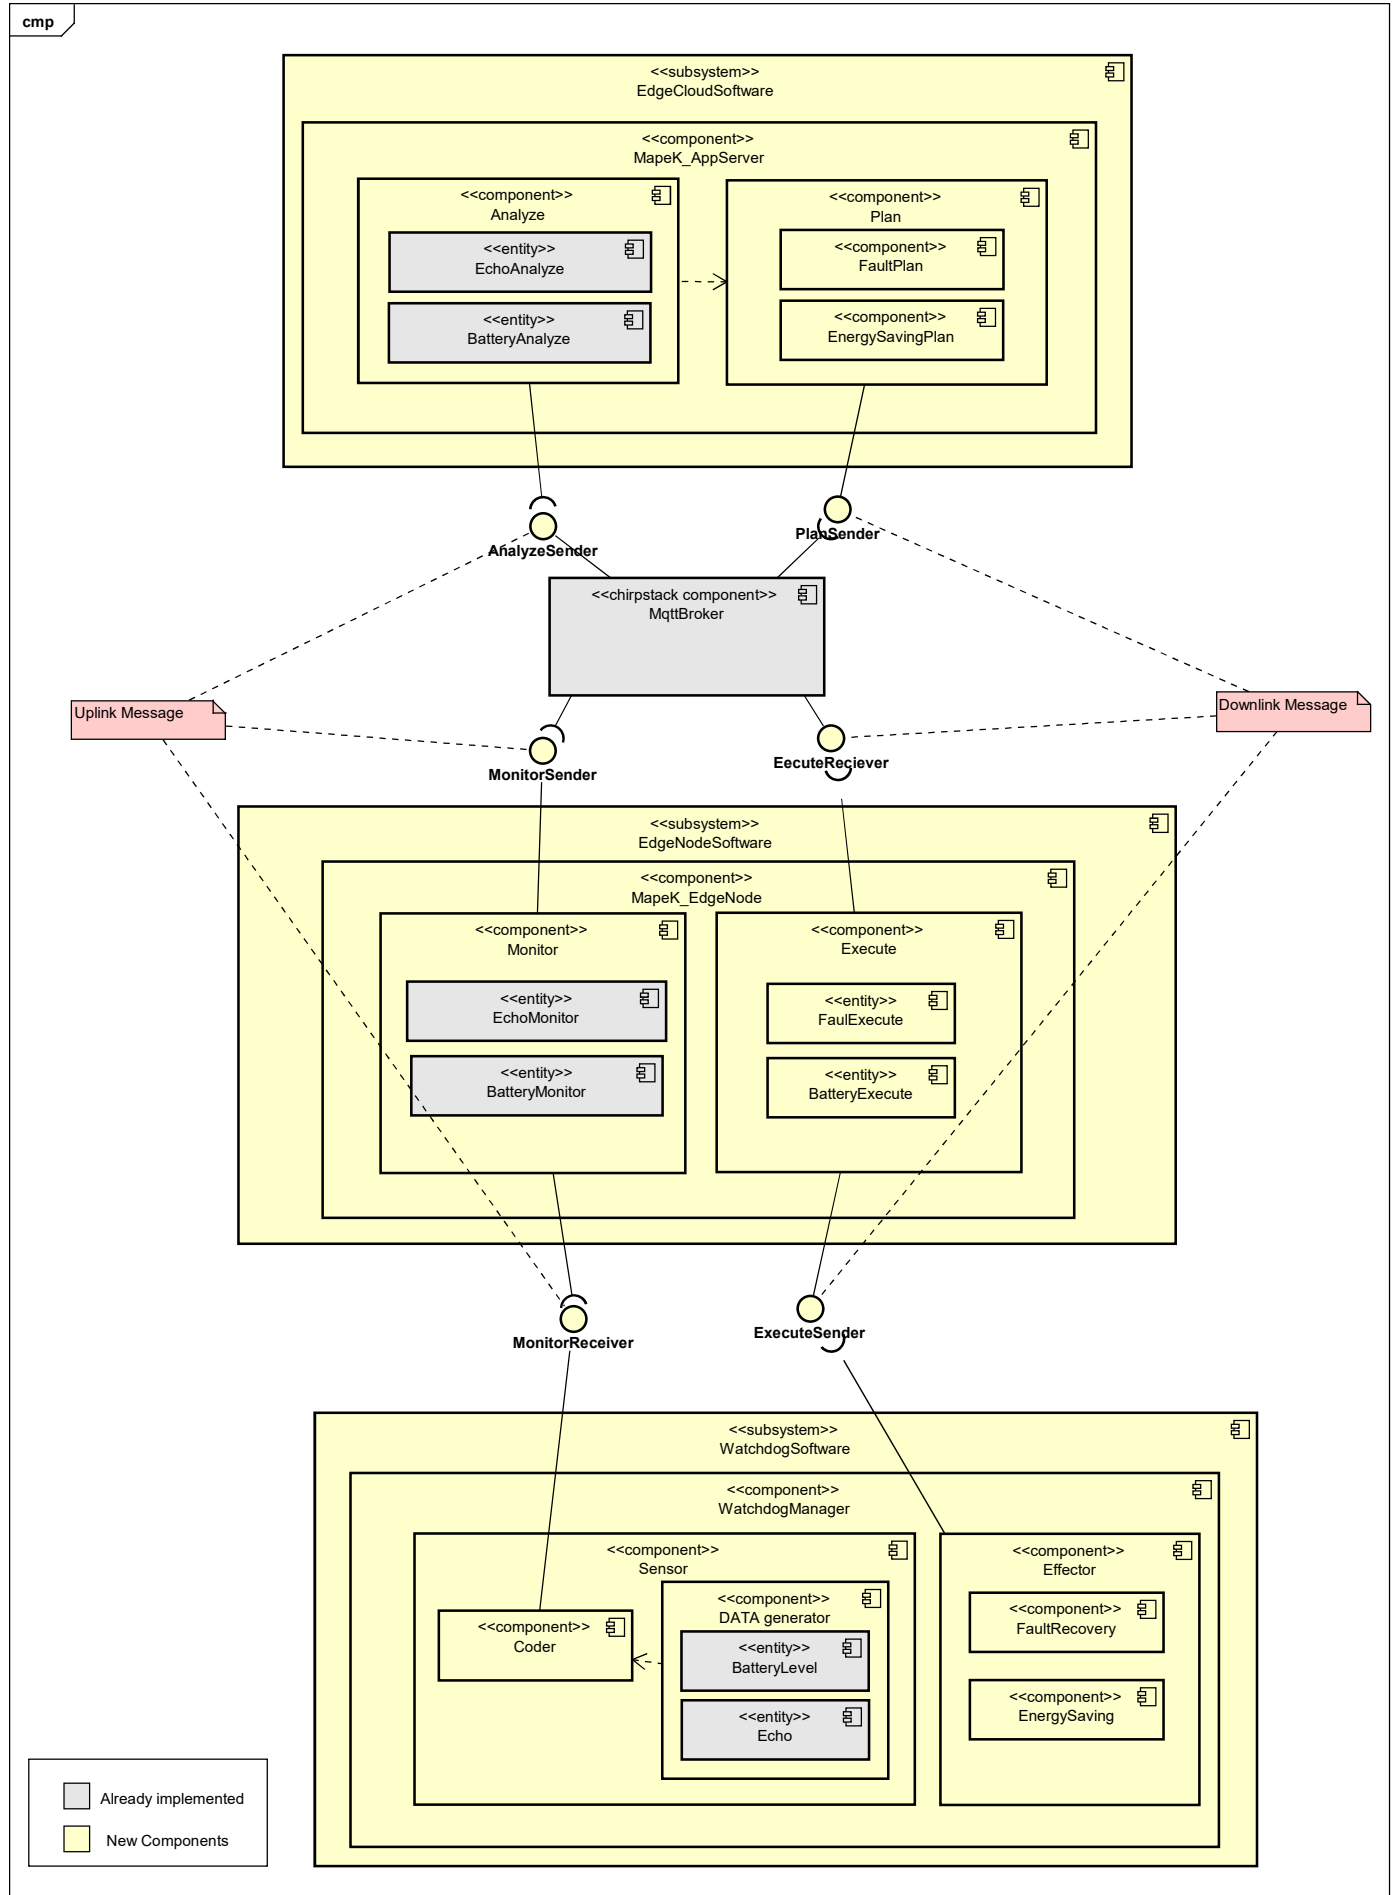 cmp
<<subsystem>>
EdgeCloudSoftware
<<component>>
MapeK_AppServer
<<component>>
Analyze
<<entity>>
EchoAnalyze
<<entity>>
BatteryAnalyze
<<component>>
Plan
<<component>>
FaultPlan
<<component>>
EnergySavingPlan
AnalyzeSender
PlanSender
<<chirpstack component>>
MqttBroker
Uplink Message
Downlink Message
MonitorSender
EecuteReciever
<<subsystem>>
EdgeNodeSoftware
<<component>>
MapeK_EdgeNode
<<component>>
Monitor
<<entity>>
EchoMonitor
<<entity>>
BatteryMonitor
<<component>>
Execute
<<entity>>
FaulExecute
<<entity>>
BatteryExecute
MonitorReceiver
ExecuteSender
<<subsystem>>
WatchdogSoftware
<<component>>
WatchdogManager
<<component>>
Sensor
<<component>>
Coder
<<component>>
DATA generator
<<entity>>
BatteryLevel
<<entity>>
Echo
<<component>>
Effector
<<component>>
FaultRecovery
<<component>>
EnergySaving
Already implemented
New Components